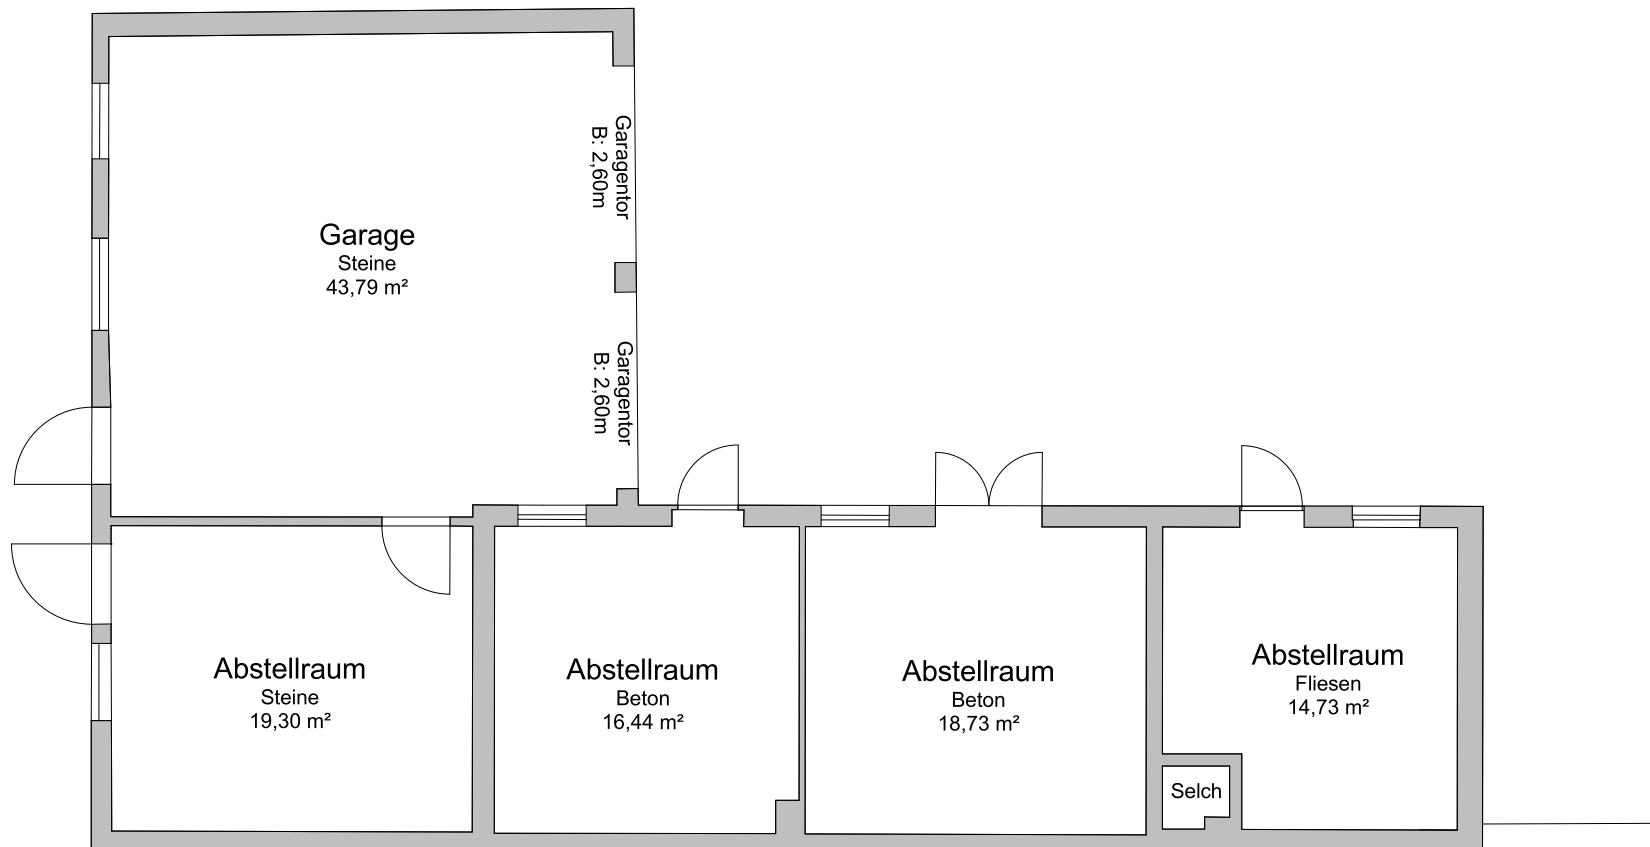 Garagentor
B: 2,60m
Garage
Steine
43,79 m²
Garagentor
B: 2,60m
Abstellraum
Steine
19,30 m²
Abstellraum
Beton
16,44 m²
Abstellraum
Beton
18,73 m²
Abstellraum
Fliesen
14,73 m²
Selch